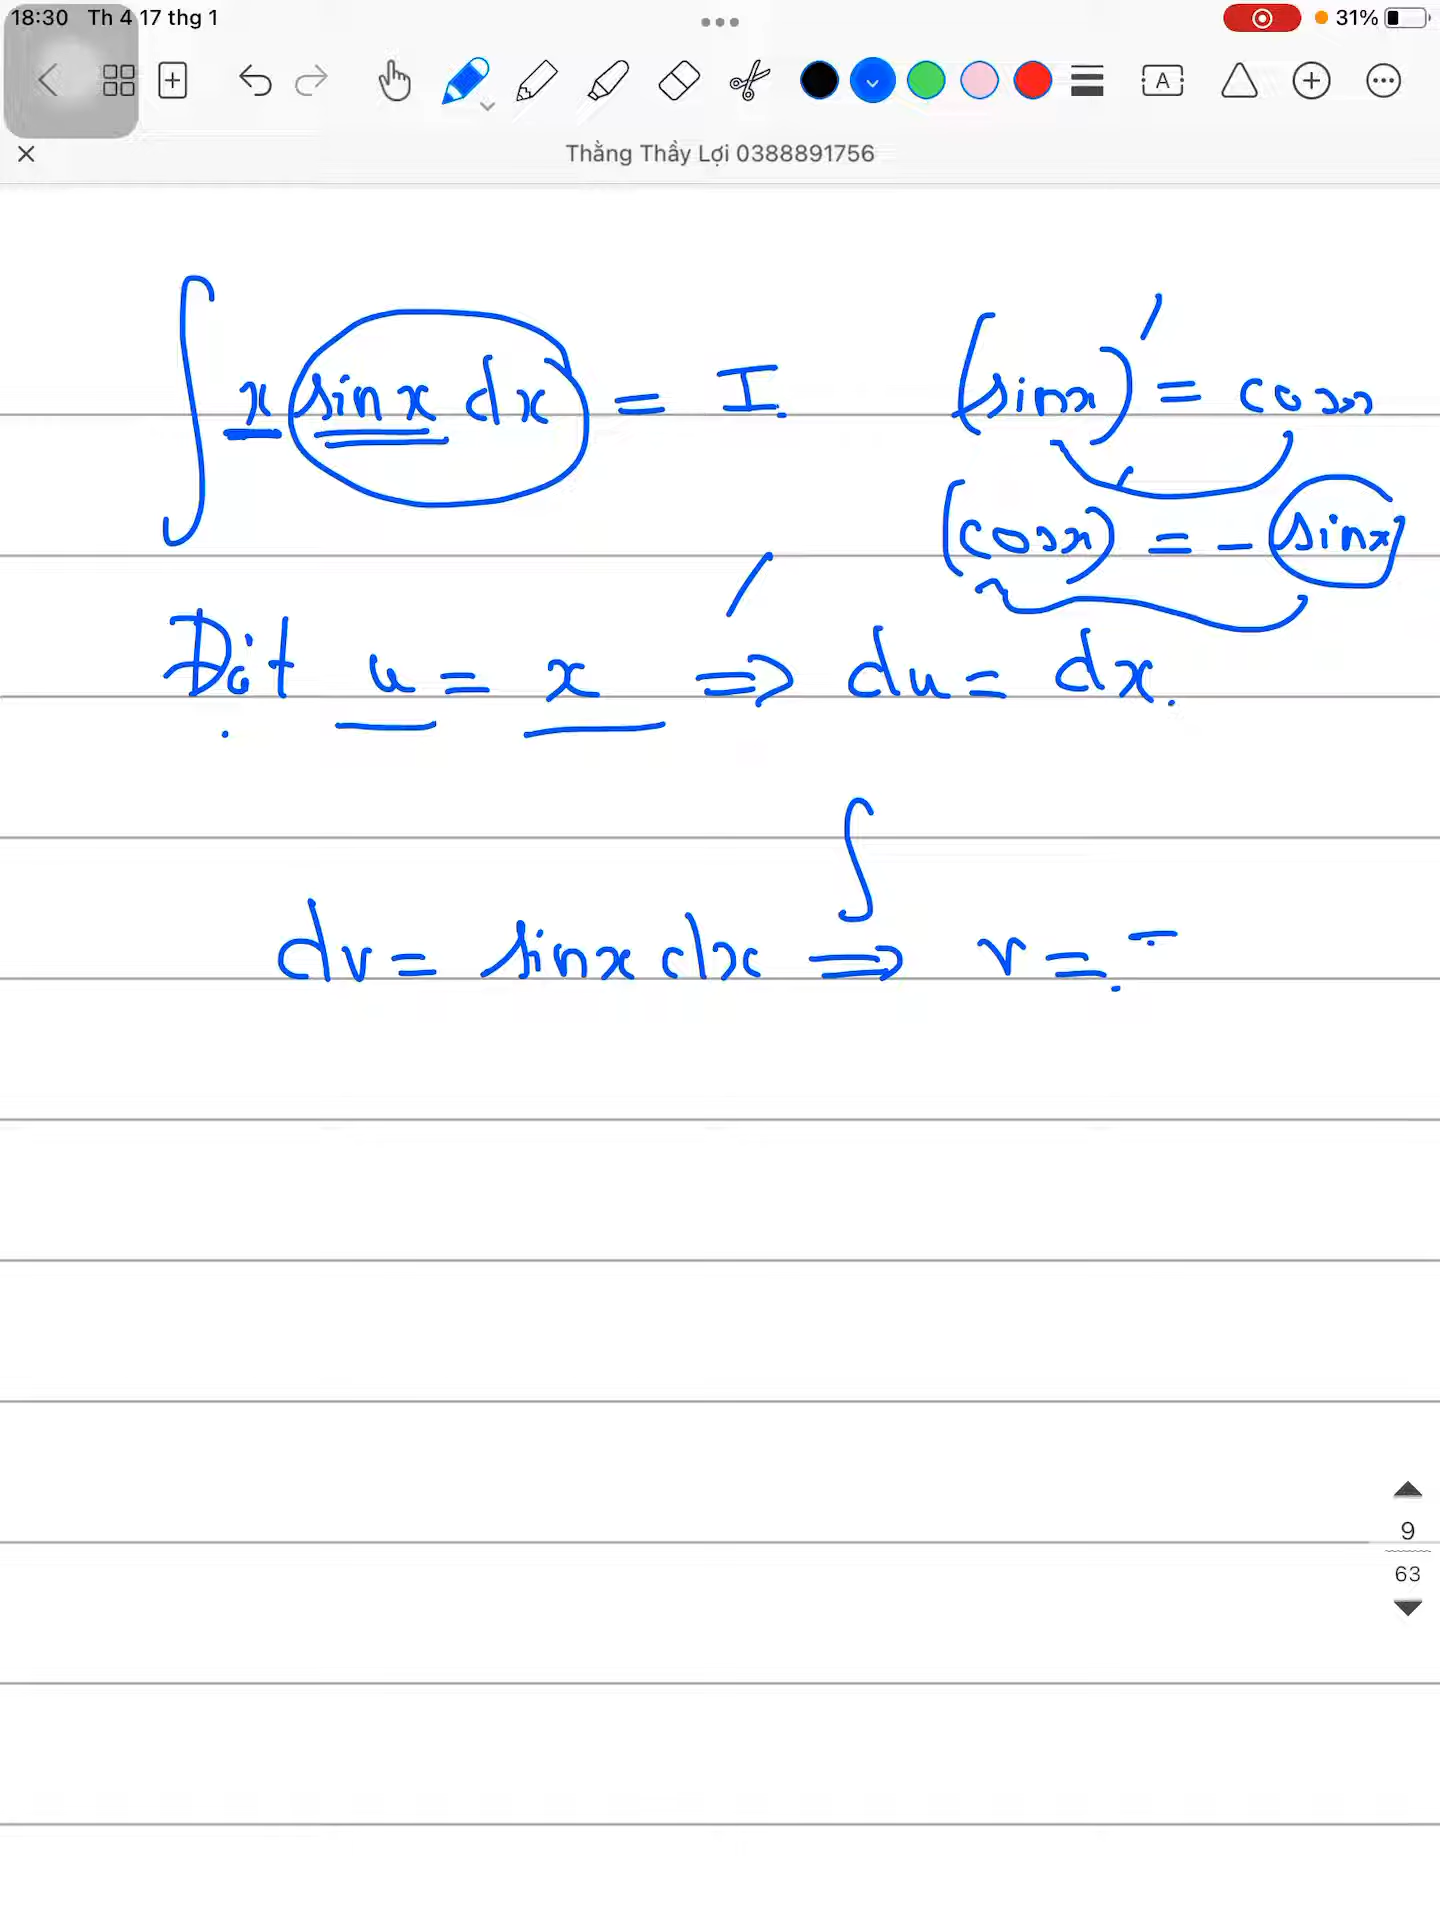 18:30 Th 4 17 thg 1 31%
A
Thằng Thầy Lợi 0388891756
∫ x sinx dx = I. (sinx)' = cosx
(cosx)' = - sinx
Đặt u = x ⇒ du = dx.
∫
dv = sinx dx ⇒ v = -
9
63